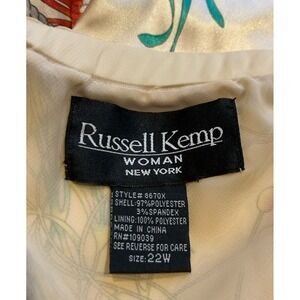 Russell Kemp
WOMAN
NEW YORK
STYLE# 8670X
SHELL: 97% POLYESTER
3% SPANDEX
LINING: 100% POLYESTER
MADE IN CHINA
RN#109039
SEE REVERSE FOR CARE
SIZE: 22W